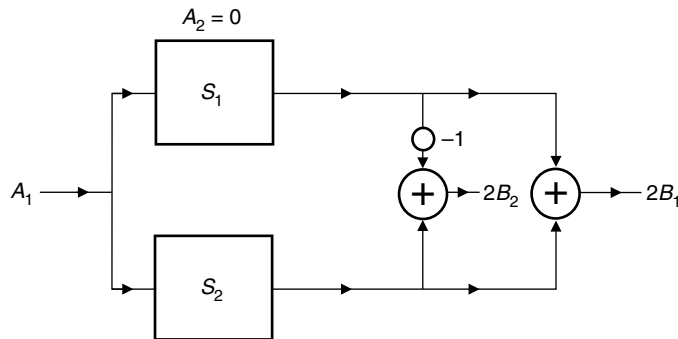 A₂ = 0
S₁
−1
A₁
+
2B₂
+
2B₁
S₂